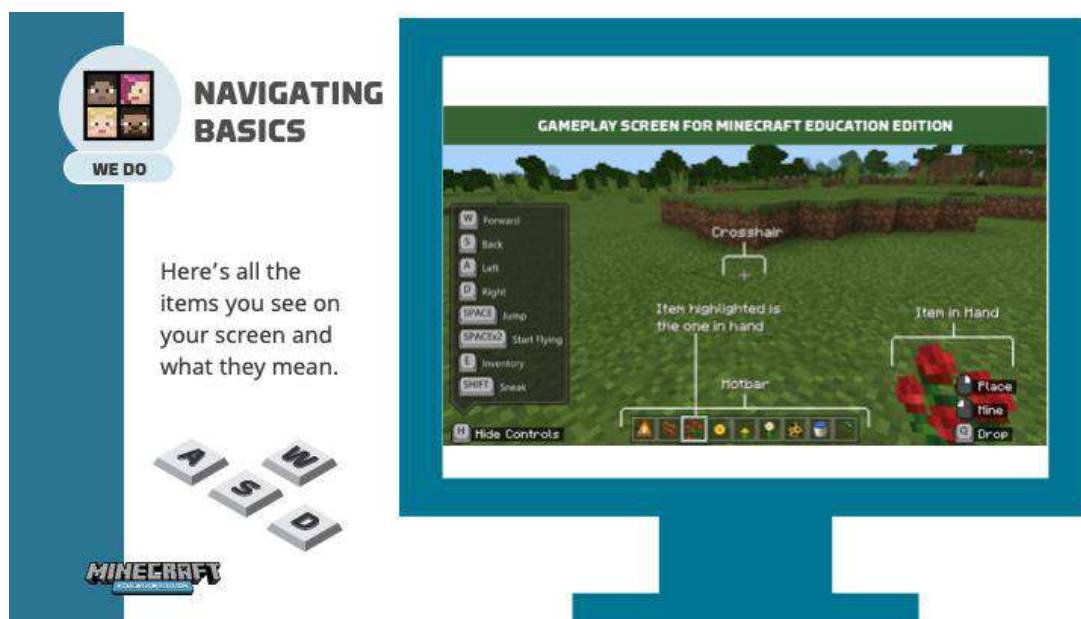 NAVIGATING
BASICS
WE DO
Here's all the
items you see on
your screen and
what they mean.
A
W
S
D
MINECRAFT
EDUCATION EDITION
GAMEPLAY SCREEN FOR MINECRAFT EDUCATION EDITION
W Forward
S Back
A Left
D Right
SPACE Jump
SPACEx2 Start Flying
E Inventory
SHIFT Sneak
H Hide Controls
Crosshair
Item highlighted is
the one in hand
Hotbar
Item in Hand
Place
Mine
Q Drop